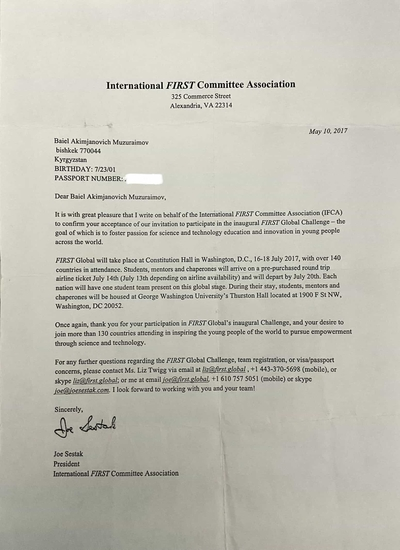 International FIRST Committee Association
325 Commerce Street
Alexandria, VA 22314
May 10, 2017
Baiel Akimjanovich Muzuraimov
bishkek 770044
Kyrgyzstan
BIRTHDAY: 7/23/01
PASSPORT NUMBER:
Dear Baiel Akimjanovich Muzuraimov,
It is with great pleasure that I write on behalf of the International FIRST Committee Association (IFCA)
to confirm your acceptance of our invitation to participate in the inaugural FIRST Global Challenge – the
goal of which is to foster passion for science and technology education and innovation in young people
across the world.
FIRST Global will take place at Constitution Hall in Washington, D.C., 16-18 July 2017, with over 140
countries in attendance. Students, mentors and chaperones will arrive on a pre-purchased round trip
airline ticket July 14th (July 13th depending on airline availability) and will depart by July 20th. Each
nation will have one student team present on this global stage. During their stay, students, mentors
and chaperones will be housed at George Washington University's Thurston Hall located at 1900 F St NW,
Washington, DC 20052.
Once again, thank you for your participation in FIRST Global's inaugural Challenge, and your desire to
join more than 130 countries attending in inspiring the young people of the world to pursue empowerment
through science and technology.
For any further questions regarding the FIRST Global Challenge, team registration, or visa/passport
concerns, please contact Ms. Liz Twigg via email at liz@first.global , +1 443-370-5698 (mobile), or
skype liz@first.global; or me at email joe@first.global, +1 610 757 5051 (mobile) or skype
joe@joesestak.com. I look forward to working with you and your team!
Sincerely,
Joe Sestak
Joe Sestak
President
International FIRST Committee Association